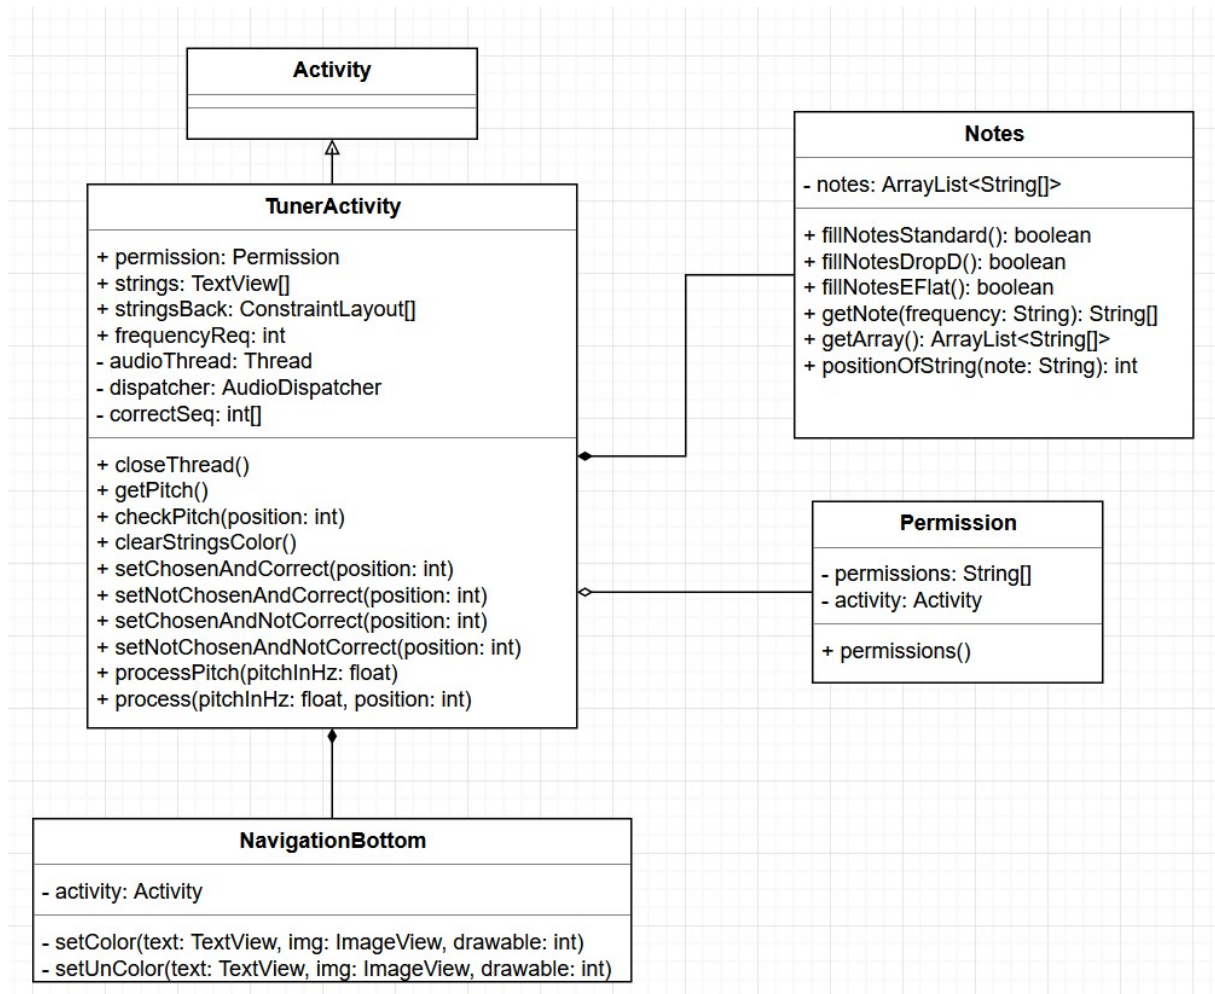 Activity
TunerActivity
+ permission: Permission
+ strings: TextView[]
+ stringsBack: ConstraintLayout[]
+ frequencyReq: int
- audioThread: Thread
- dispatcher: AudioDispatcher
- correctSeq: int[]
+ closeThread()
+ getPitch()
+ checkPitch(position: int)
+ clearStringsColor()
+ setChosenAndCorrect(position: int)
+ setNotChosenAndCorrect(position: int)
+ setChosenAndNotCorrect(position: int)
+ setNotChosenAndNotCorrect(position: int)
+ processPitch(pitchInHz: float)
+ process(pitchInHz: float, position: int)
Notes
- notes: ArrayList<String[]>
+ fillNotesStandard(): boolean
+ fillNotesDropD(): boolean
+ fillNotesEFlat(): boolean
+ getNote(frequency: String): String[]
+ getArray(): ArrayList<String[]>
+ positionOfString(note: String): int
Permission
- permissions: String[]
- activity: Activity
+ permissions()
NavigationBottom
- activity: Activity
- setColor(text: TextView, img: ImageView, drawable: int)
- setUnColor(text: TextView, img: ImageView, drawable: int)